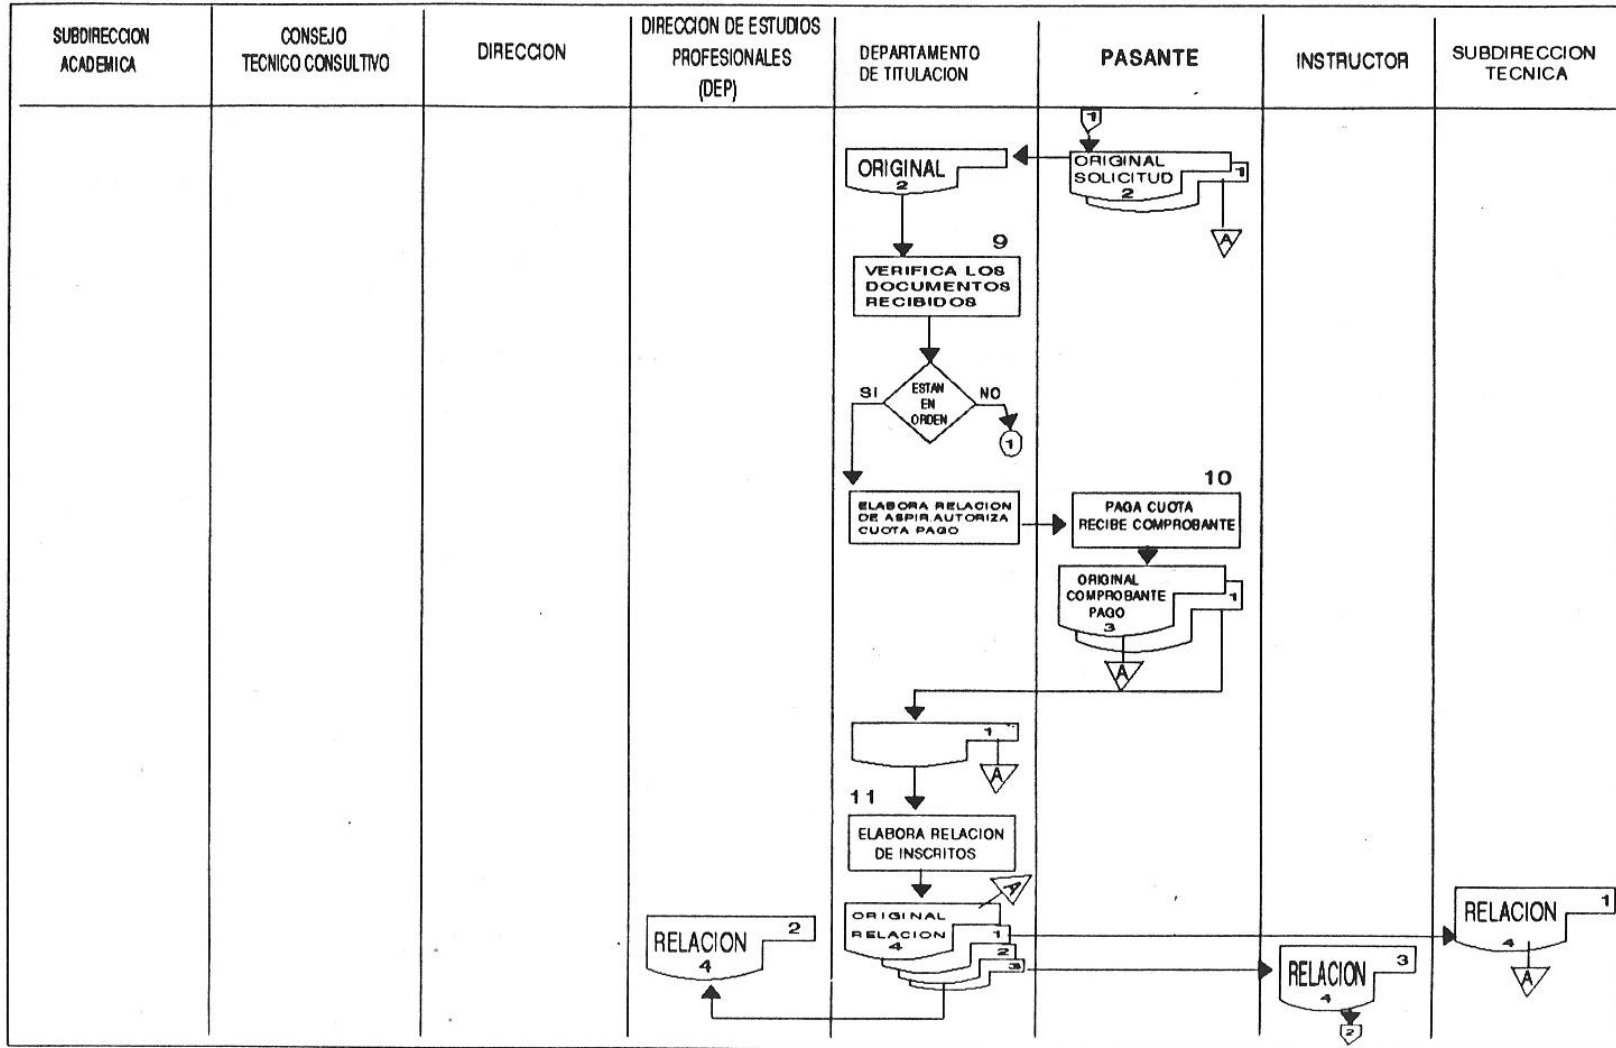 SUBDIRECCION
ACADEMICA
CONSEJO
TECNICO CONSULTIVO
DIRECCION
DIRECCION DE ESTUDIOS
PROFESIONALES
(DEP)
DEPARTAMENTO
DE TITULACION
PASANTE
INSTRUCTOR
SUBDIRECCION
TECNICA
1
ORIGINAL
2
ORIGINAL
SOLICITUD
2
1
A
9
VERIFICA LOS
DOCUMENTOS
RECIBIDOS
SI
ESTAN
EN
ORDEN
NO
1
ELABORA RELACION
DE ASPIR.AUTORIZA
CUOTA PAGO
10
PAGA CUOTA
RECIBE COMPROBANTE
ORIGINAL
COMPROBANTE
PAGO
3
1
A
1
A
11
ELABORA RELACION
DE INSCRITOS
A
ORIGINAL
RELACION
4
1
2
3
RELACION
2
4
RELACION
3
4
2
RELACION
1
4
A